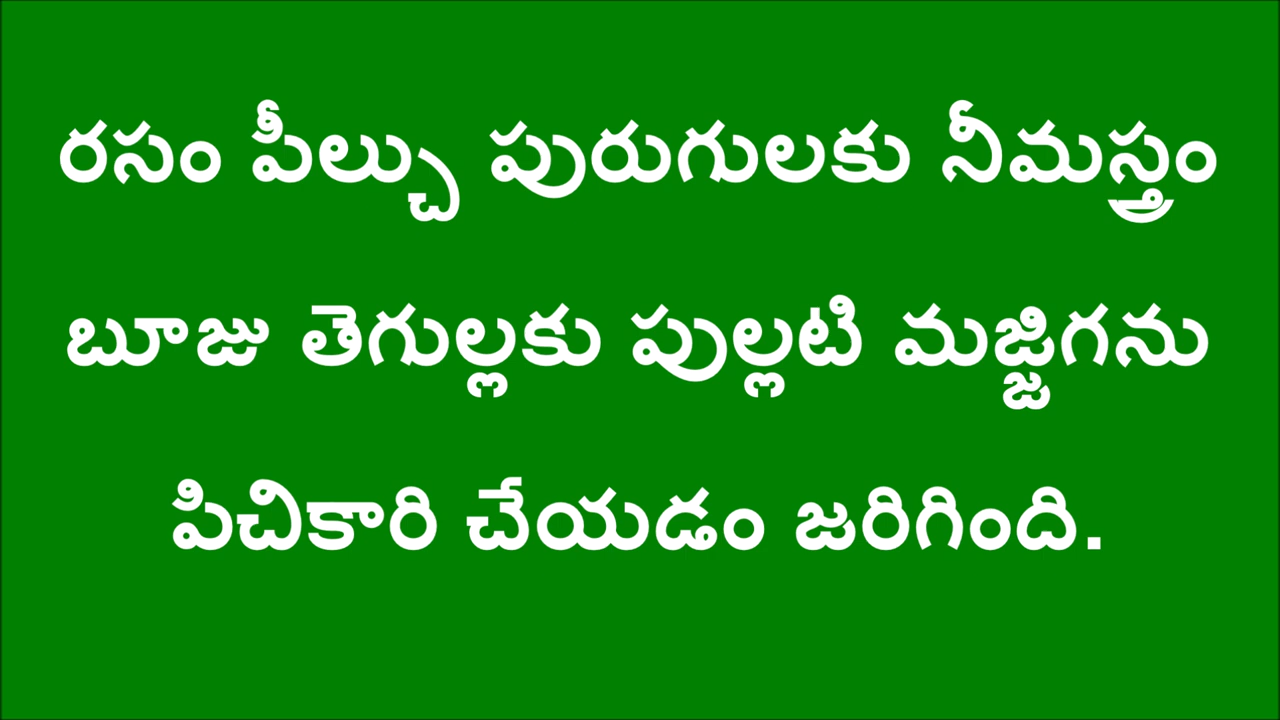 రసం పీల్చు పురుగులకు నీమస్త్రం
బూజు తెగుల్లకు పుల్లటి మజ్జిగను
పిచికారి చేయడం జరిగింది.